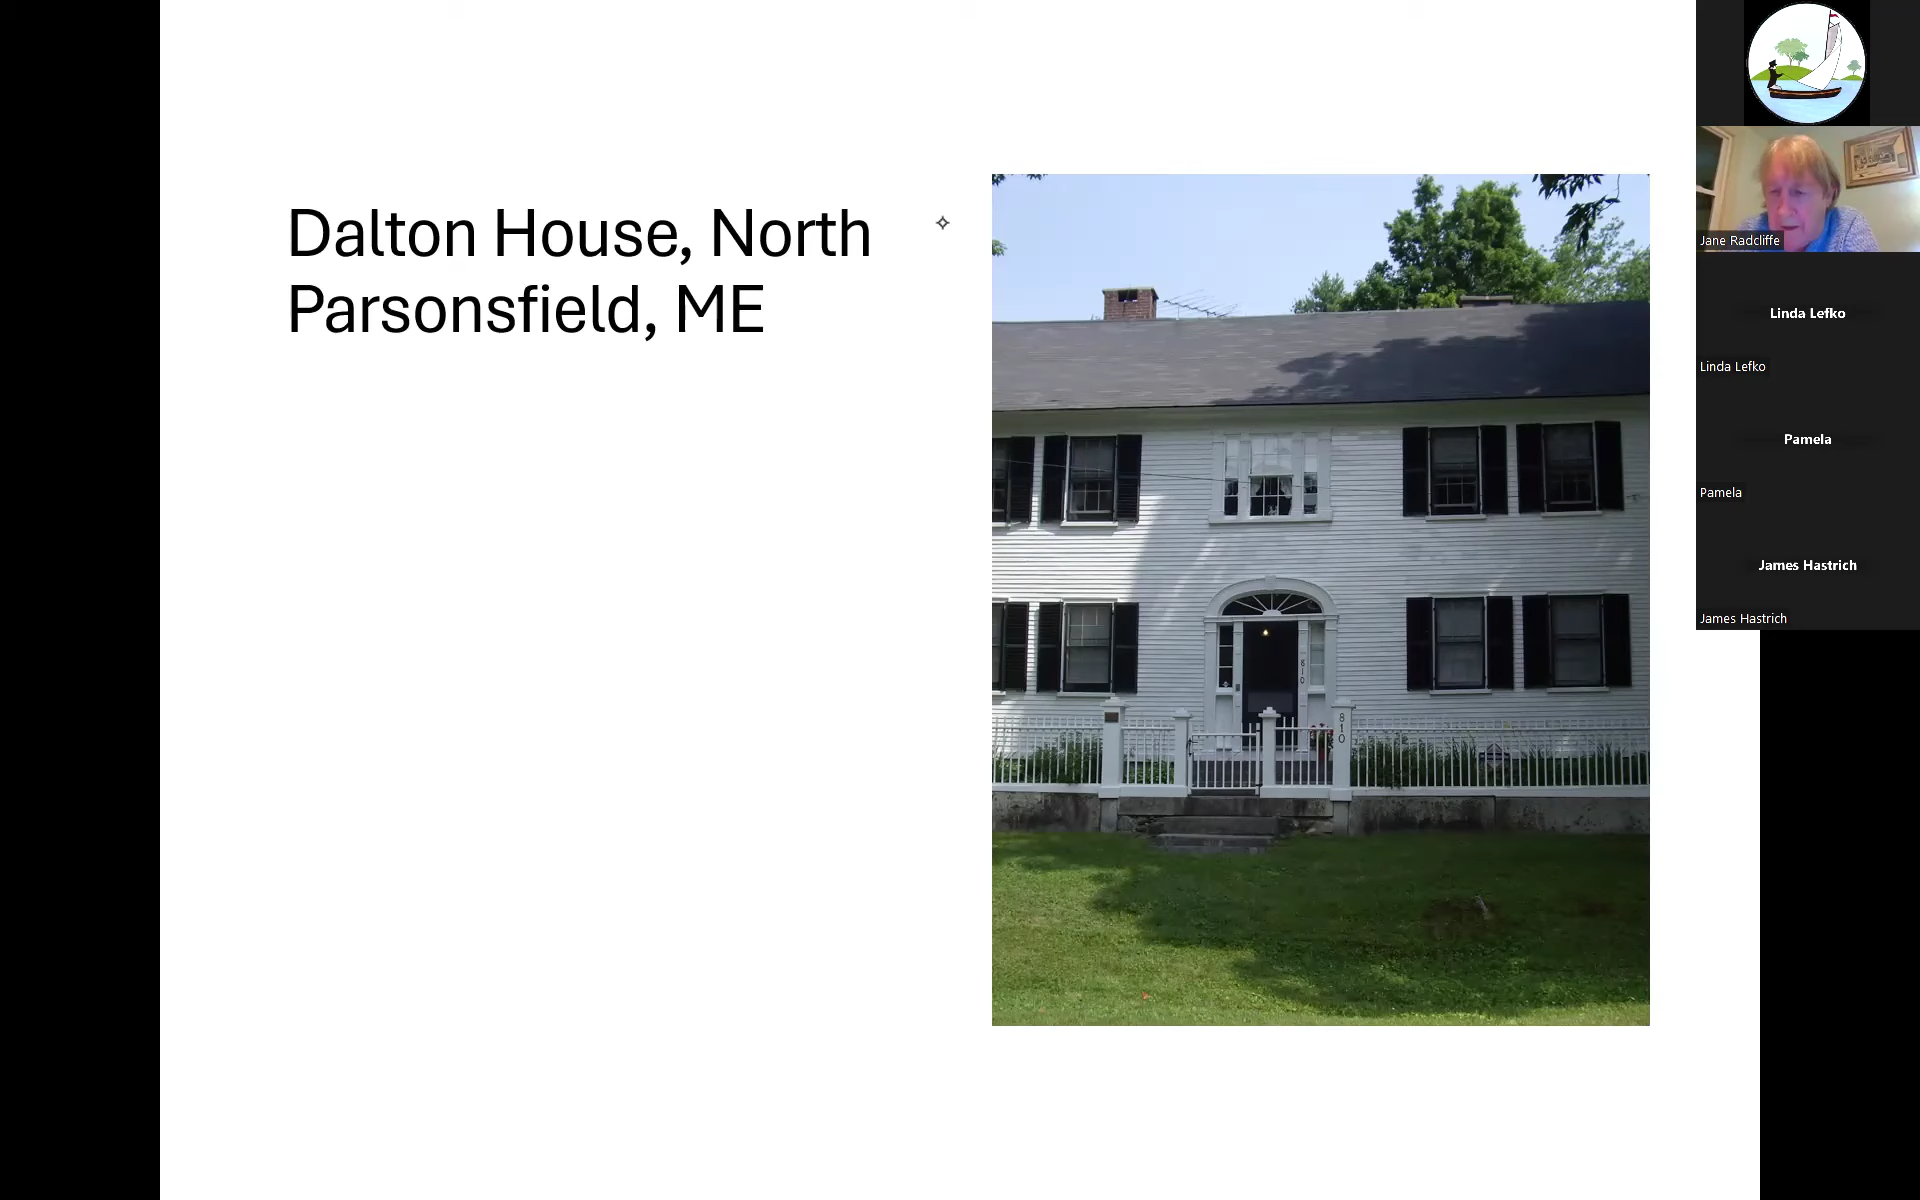 Dalton House, North
Parsonsfield, ME
810
810
Jane Radcliffe
Linda Lefko
Linda Lefko
Pamela
Pamela
James Hastrich
James Hastrich